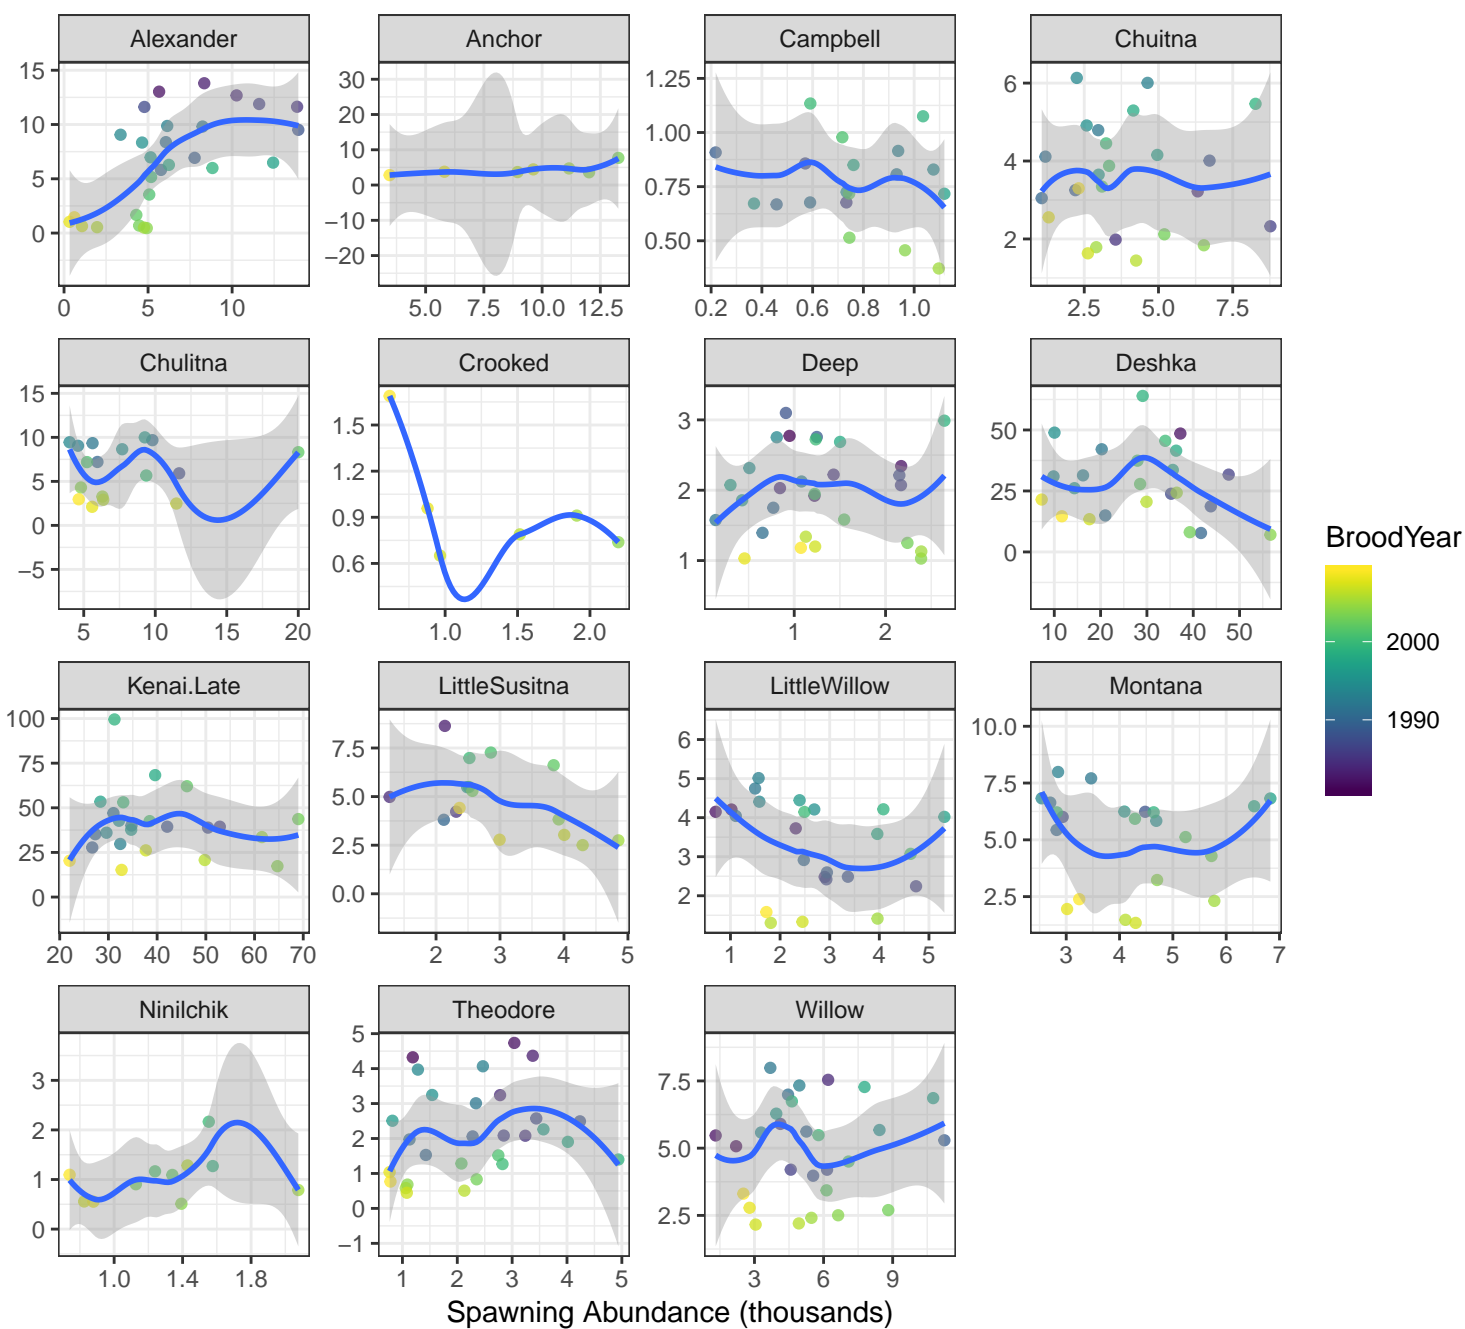 Alexander Anchor Campbell Chuitna
15 10 5 0
30 20 10 0 −10 −20
1.25 1.00 0.75 0.50
6 4 2
0 5 10
5.0 7.5 10.0 12.5
0.2 0.4 0.6 0.8 1.0
2.5 5.0 7.5
Chulitna Crooked Deep Deshka
15 10 5 0 −5
1.5 1.2 0.9 0.6
3 2 1
50 25 0
5 10 15 20
1.0 1.5 2.0
1 2
10 20 30 40 50
BroodYear
2000
1990
Kenai.Late LittleSusitna LittleWillow Montana
100 75 50 25 0
7.5 5.0 2.5 0.0
6 5 4 3 2
10.0 7.5 5.0 2.5
20 30 40 50 60 70
2 3 4 5
1 2 3 4 5
3 4 5 6 7
Ninilchik Theodore Willow
3 2 1 0
5 4 3 2 1 0 −1
7.5 5.0 2.5
1.0 1.4 1.8
1 2 3 4 5
3 6 9
Spawning Abundance (thousands)